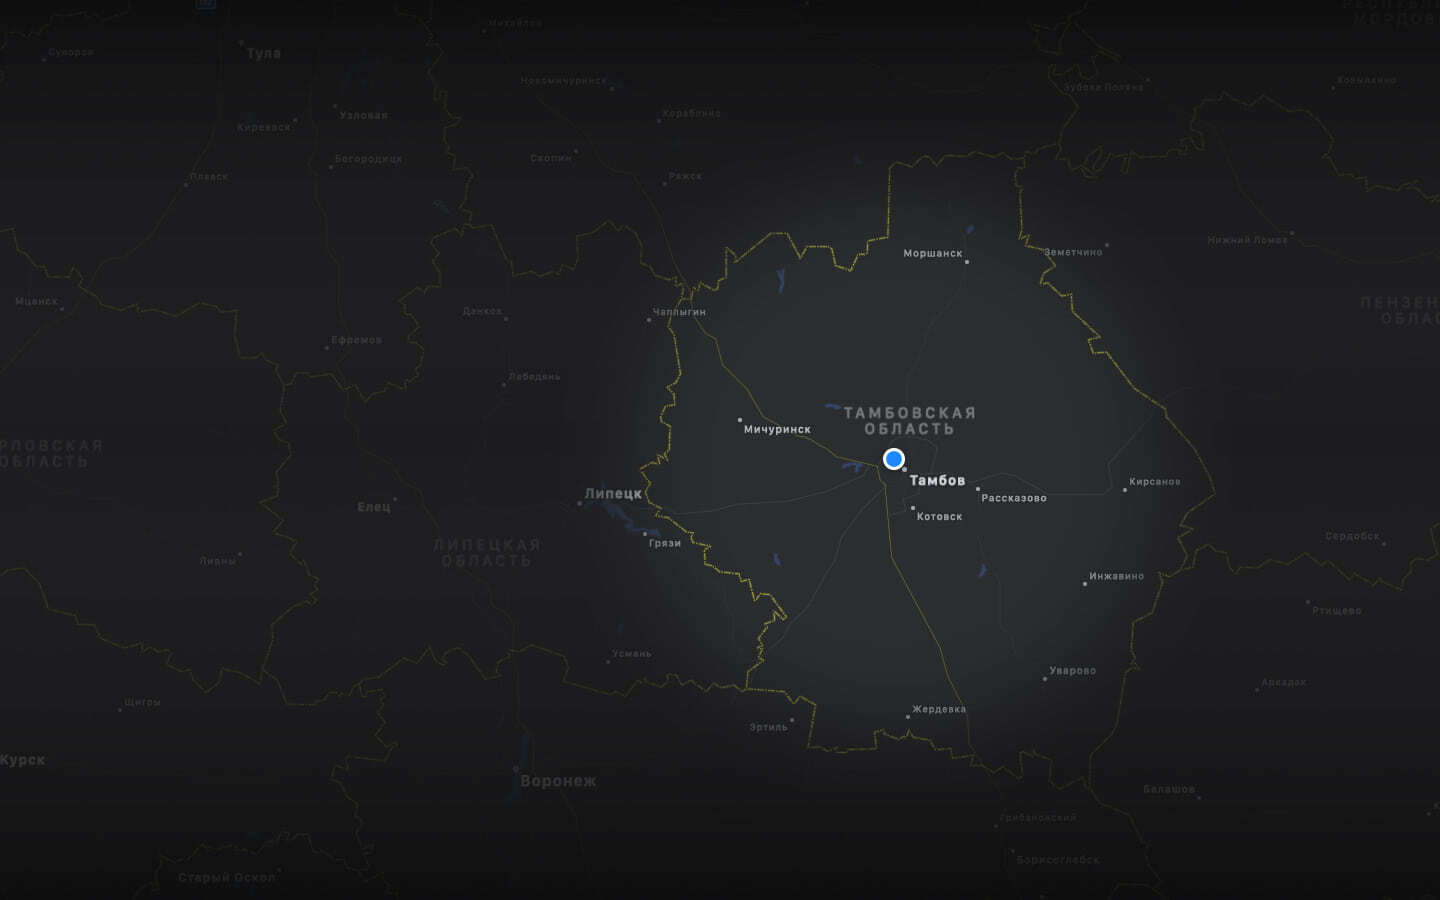 РЕСПУБЛ
МОРДОВ
Михайлов
Суворов
Тула
Новомичуринск
Ковылкино
Зубова Поляна
Узловая
Кораблино
Киреевск
Богородицк
Скопин
Плавск
Ряжск
Нижний Ломов
Моршанск
Земетчино
Мценск
ПЕНЗЕН
ОБЛАС
Данков
Чаплыгин
Ефремов
Лебедянь
ТАМБОВСКАЯ
ОБЛАСТЬ
Мичуринск
РЛОВСКАЯ
ОБЛАСТЬ
Тамбов
Кирсанов
Липецк
Рассказово
Елец
Котовск
Сердобск
Грязи
ЛИПЕЦКАЯ
ОБЛАСТЬ
Ливны
Инжавино
Ртищево
Усмань
Уварово
Аркадак
Щигры
Жердевка
Эртиль
Курск
Воронеж
Балашов
Грибановский
Борисоглебск
Старый Оскол